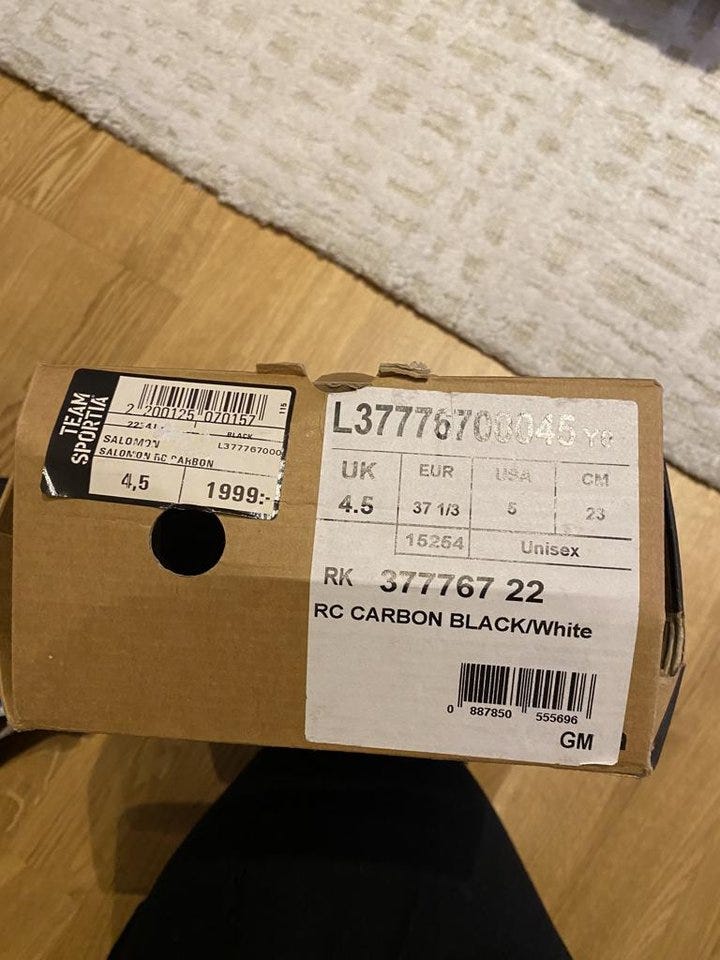 TEAM
SPORTIA
2 200125 070157
115
BLACK
SALOMON
L377767000
SALOMON RC CARBON
4,5
1999:-
L37776700045
UK
EUR
USA
CM
4.5
37 1/3
5
23
15254
Unisex
RK 377767 22
RC CARBON BLACK/White
0 887850 555696
GM